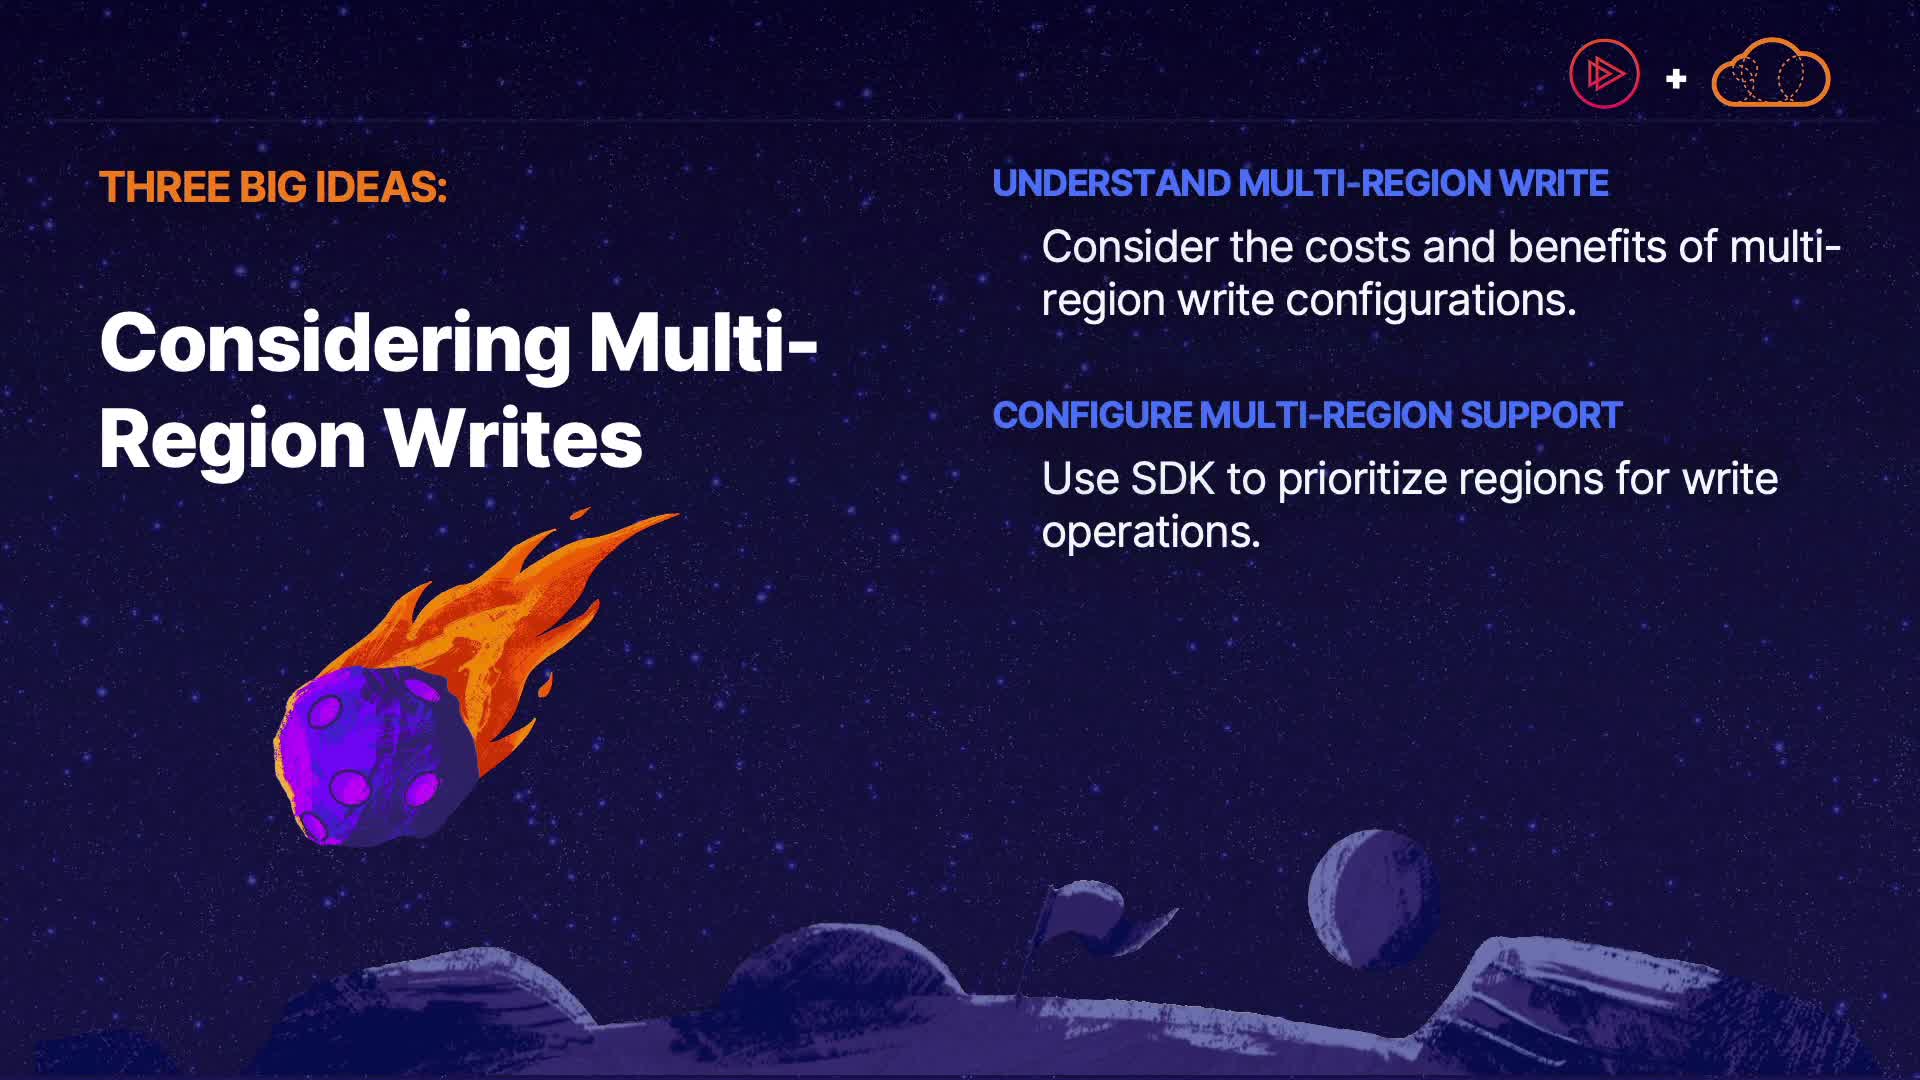 THREE BIG IDEAS:
Considering Multi-
Region Writes
UNDERSTAND MULTI-REGION WRITE
Consider the costs and benefits of multi-
region write configurations.
CONFIGURE MULTI-REGION SUPPORT
Use SDK to prioritize regions for write
operations.